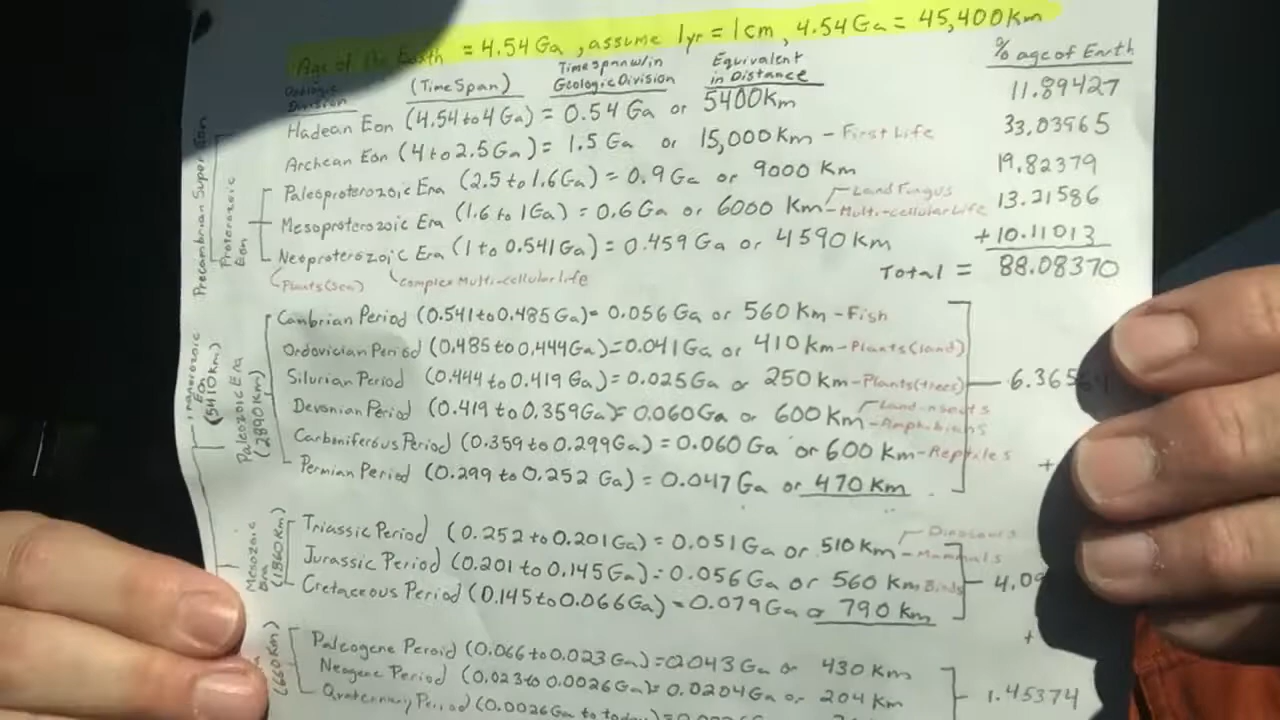 Age of the Earth = 4.54 Ga, assume 1yr = 1cm, 4.54 Ga = 45,400 Km
Geologic Division (Time Span) Time span w/in Geologic Division Equivalent in Distance % age of Earth
Hadean Eon (4.54 to 4 Ga) = 0.54 Ga or 5400 Km 11.89427
Archean Eon (4 to 2.5 Ga) = 1.5 Ga or 15,000 Km - First Life 33.03965
Paleoproterozoic Era (2.5 to 1.6 Ga) = 0.9 Ga or 9000 Km 19.82379
Land Fungus
Mesoproterozoic Era (1.6 to 1 Ga) = 0.6 Ga or 6000 Km - Multi-cellular Life 13.21586
Neoproterozoic Era (1 to 0.541 Ga) = 0.459 Ga or 4590 Km +10.11013
Plants (sea) complex Multi-cellular life
Total = 88.08370
Precambrian Super Eon
Proterozoic Eon
Cambrian Period (0.541 to 0.485 Ga) = 0.056 Ga or 560 Km - Fish
Ordovician Period (0.485 to 0.444 Ga) = 0.041 Ga or 410 Km - Plants (land)
Silurian Period (0.444 to 0.419 Ga) = 0.025 Ga or 250 Km - Plants (trees) 6.365
Land insects
Devonian Period (0.419 to 0.359 Ga) = 0.060 Ga or 600 Km - Amphibians
Carboniferous Period (0.359 to 0.299 Ga) = 0.060 Ga or 600 Km - Reptiles
+
Permian Period (0.299 to 0.252 Ga) = 0.047 Ga or 470 Km
Phanerozoic Eon (5410 Km)
Paleozoic Era (2890 Km)
Dinosaurs
Triassic Period (0.252 to 0.201 Ga) = 0.051 Ga or 510 Km - Mammals
Jurassic Period (0.201 to 0.145 Ga) = 0.056 Ga or 560 Km Birds 4.09
Cretaceous Period (0.145 to 0.066 Ga) = 0.079 Ga or 790 Km
Mesozoic Era (1860 Km)
+
Paleogene Peroid (0.066 to 0.023 Ga) = 0.043 Ga or 430 Km
Neogene Period (0.023 to 0.0026 Ga) = 0.0204 Ga or 204 Km 1.45374
Quaternary Period (0.0026 Ga to today) =
(660 Km)